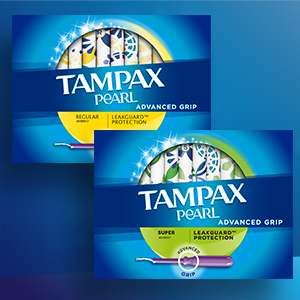 TAMPAX
PEARL
ADVANCED GRIP
REGULAR
LEAKGUARD™
PROTECTION
TAMPAX
PEARL
ADVANCED GRIP
SUPER
LEAKGUARD™
PROTECTION
ADVANCED
GRIP